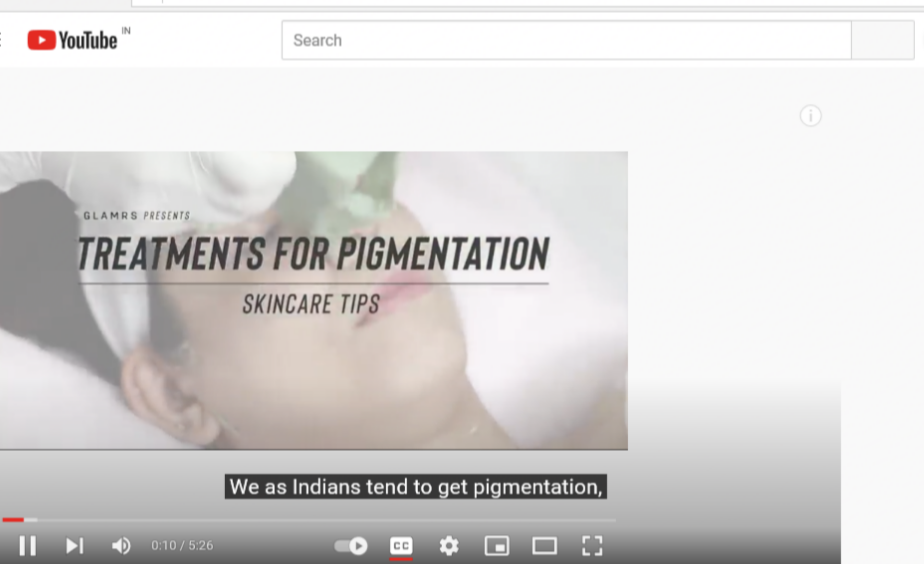 YouTube IN
Search
GLAMRS PRESENTS
TREATMENTS FOR PIGMENTATION
SKINCARE TIPS
We as Indians tend to get pigmentation,
0:10 / 5:26
CC